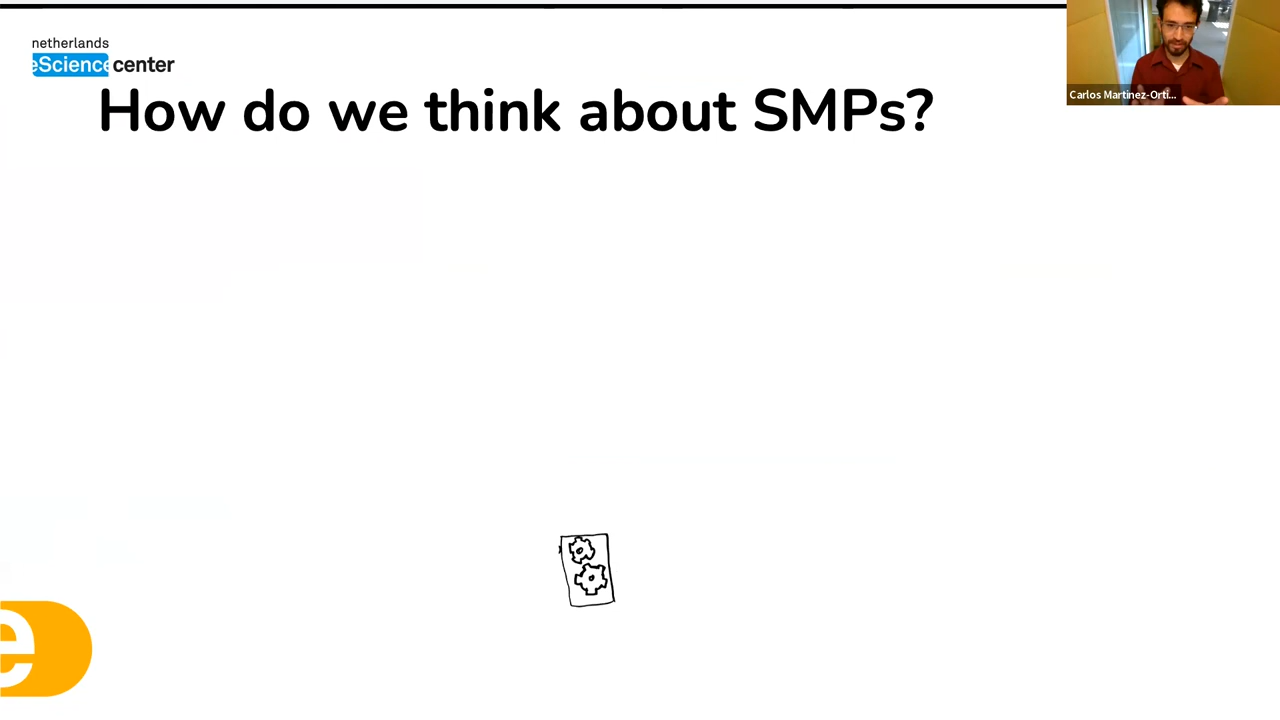 netherlands
eScience center
How do we think about SMPs?
Carlos Martinez-Orti...
e